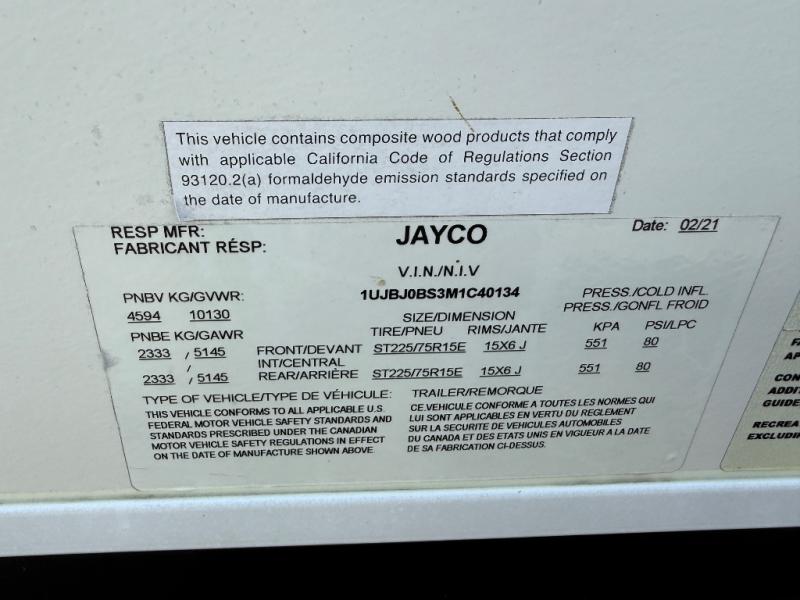 This vehicle contains composite wood products that comply
with applicable California Code of Regulations Section
93120.2(a) formaldehyde emission standards specified on
the date of manufacture.
RESP MFR: JAYCO Date: 02/21
FABRICANT RÉSP:
V.I.N./N.I.V
PNBV KG/GVWR: 1UJBJ0BS3M1C40134 PRESS./COLD INFL.
4594 10130 SIZE/DIMENSION PRESS./GONFL FROID
PNBE KG/GAWR TIRE/PNEU RIMS/JANTE KPA PSI/LPC
2333 / 5145 FRONT/DEVANT ST225/75R15E 15X6 J 551 80
/ INT/CENTRAL
2333 / 5145 REAR/ARRIÈRE ST225/75R15E 15X6 J 551 80
TYPE OF VEHICLE/TYPE DE VÉHICULE: TRAILER/REMORQUE
THIS VEHICLE CONFORMS TO ALL APPLICABLE U.S.
FEDERAL MOTOR VEHICLE SAFETY STANDARDS AND
STANDARDS PRESCRIBED UNDER THE CANADIAN
MOTOR VEHICLE SAFETY REGULATIONS IN EFFECT
ON THE DATE OF MANUFACTURE SHOWN ABOVE.
CE.VEHICULE CONFORME A TOUTES LES NORMES QUI
LUI SONT APPLICABLES EN VERTU DU REGLEMENT
SUR LA SECURITE DE VEHICULES AUTOMOBILES
DU CANADA ET DES ETATS UNIS EN VIGUEUR A LA DATE
DE SA FABRICATION CI-DESSUS.
CON
ADDIT
GUIDE
RECREA
EXCLUDI